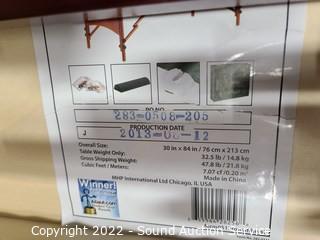 PO NO.
283-0508-205
PRODUCTION DATE
2013-06-12
Overall Size: 30 in x 84 in / 76 cm x 213 cm
Table Weight Only: 32.5 lb / 14.8 kg
Gross Shipping Weight: 47.8 lb / 21.8 kg
Cubic Feet / Meters: 7.07 cf / 0.20 m³
Made in China
MHP International Ltd Chicago, IL USA
Winner!
Copyright 2022 - Sound Auction Service